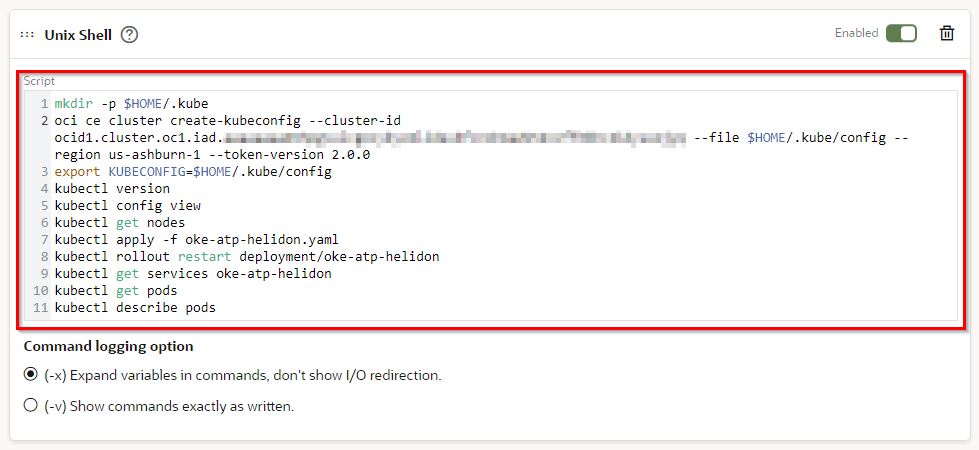 Unix Shell ?
Enabled
Script
1 mkdir -p $HOME/.kube
2 oci ce cluster create-kubeconfig --cluster-id
ocid1.cluster.oc1.iad. --file $HOME/.kube/config --
region us-ashburn-1 --token-version 2.0.0
3 export KUBECONFIG=$HOME/.kube/config
4 kubectl version
5 kubectl config view
6 kubectl get nodes
7 kubectl apply -f oke-atp-helidon.yaml
8 kubectl rollout restart deployment/oke-atp-helidon
9 kubectl get services oke-atp-helidon
10 kubectl get pods
11 kubectl describe pods
Command logging option
(-x) Expand variables in commands, don't show I/O redirection.
(-v) Show commands exactly as written.